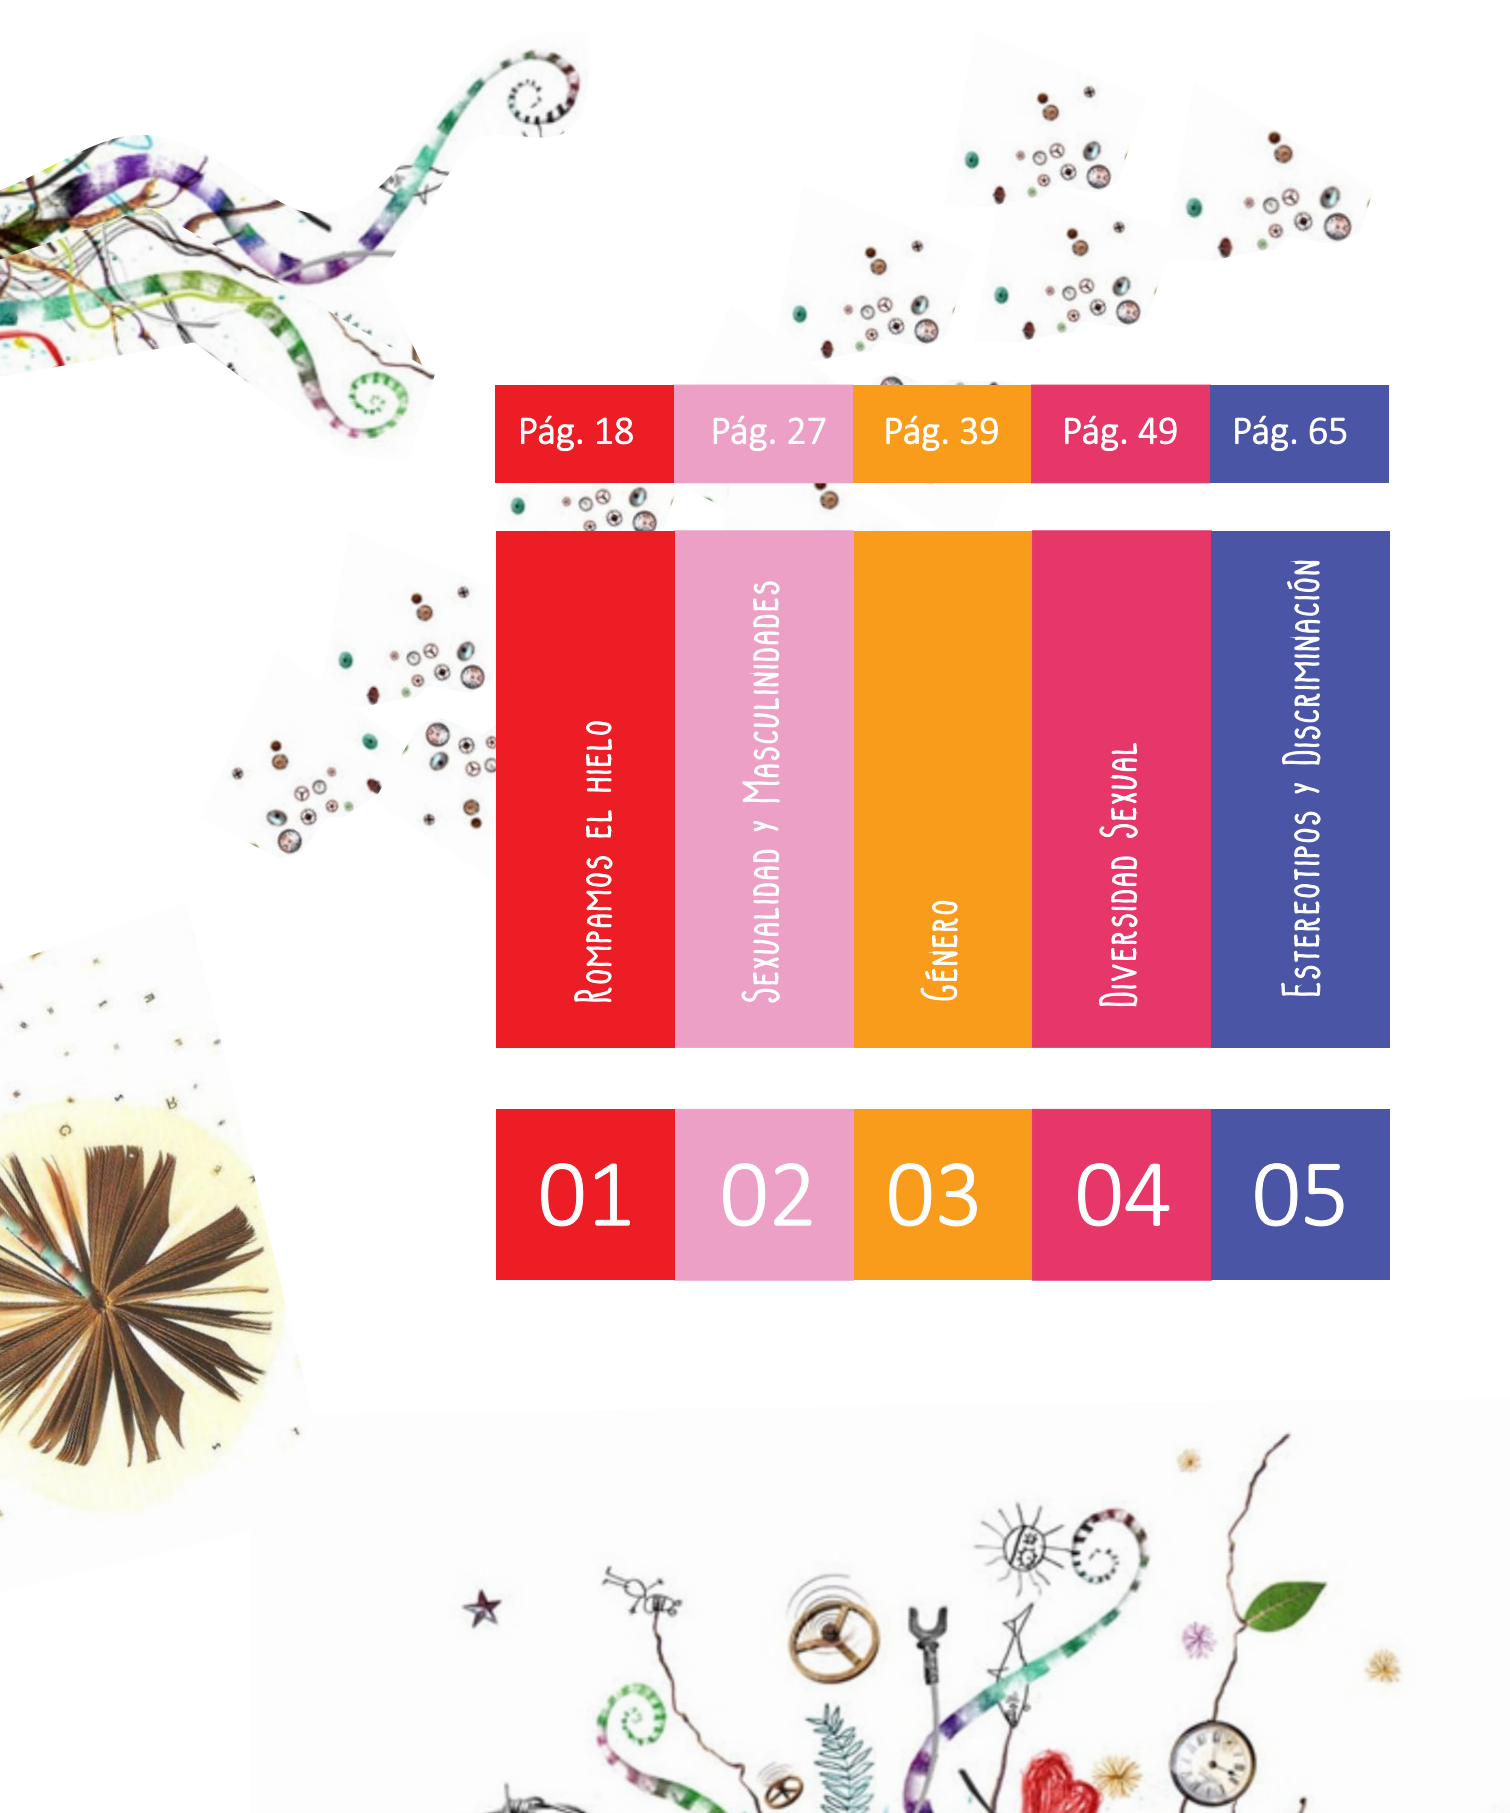 Pág. 18
Pág. 27
Pág. 39
Pág. 49
Pág. 65
Rompamos el hielo
Sexualidad y Masculinidades
Género
Diversidad Sexual
Estereotipos y Discriminación
01
02
03
04
05